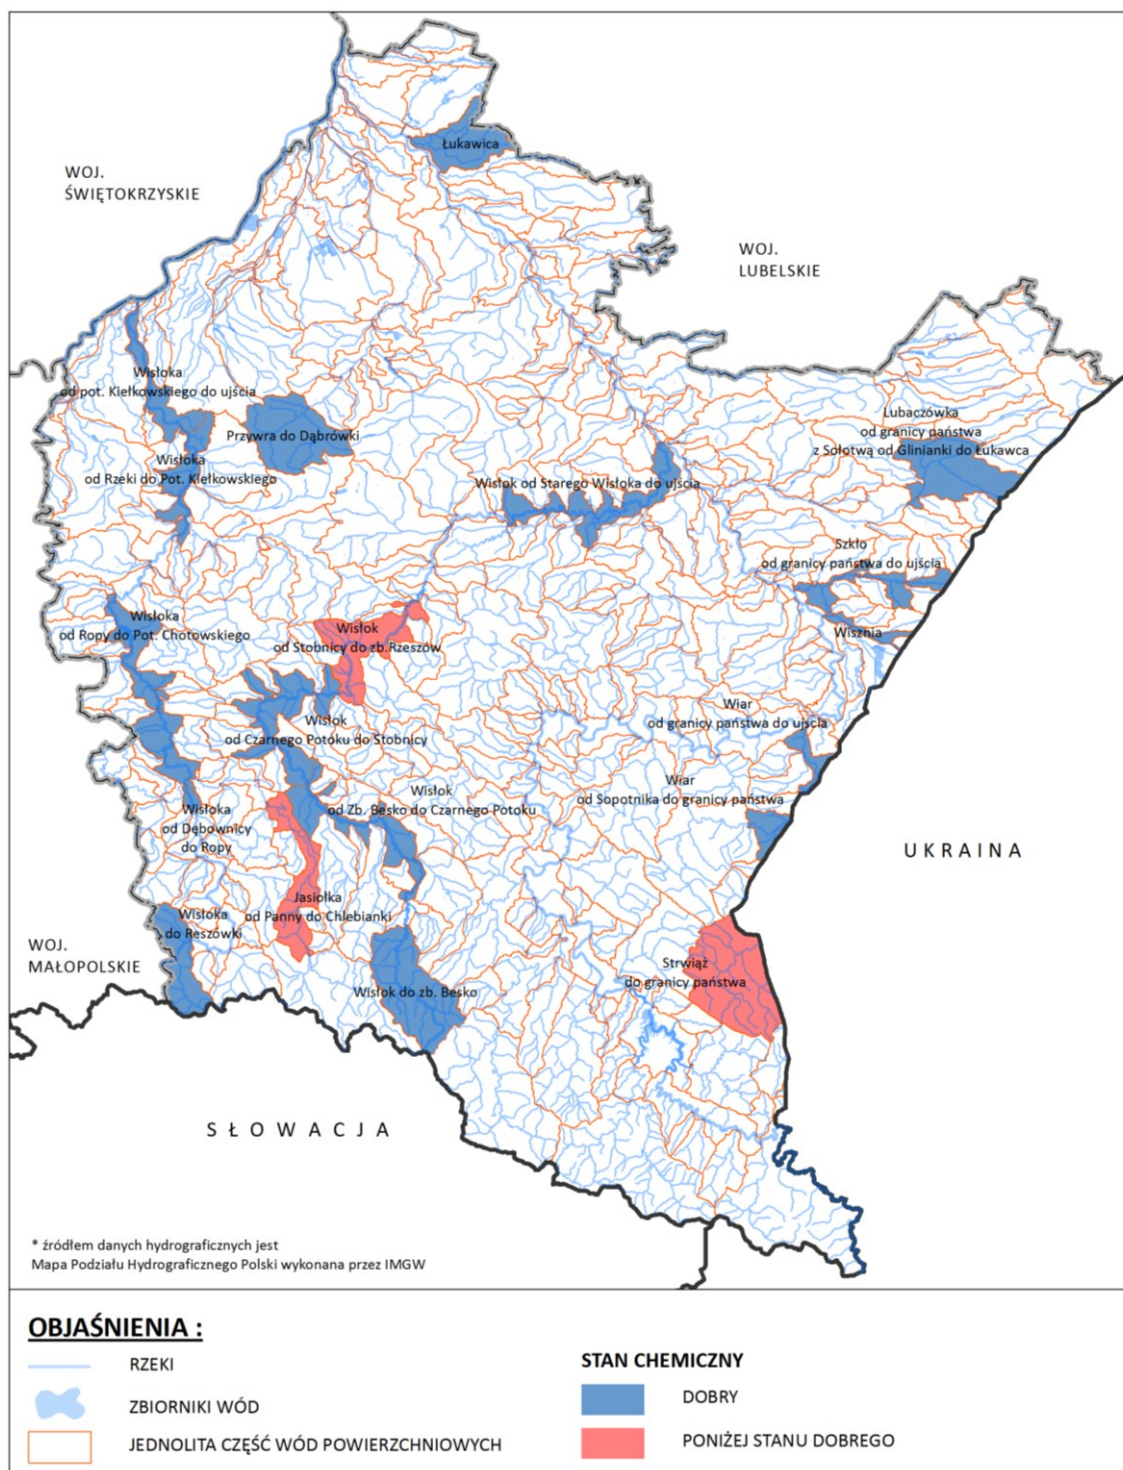 Łukawica
WOJ.
ŚWIĘTOKRZYSKIE
WOJ.
LUBELSKIE
Wisłoka
od pot. Kiełkowskiego do ujścia
Przywra do Dąbrówki
Lubaczówka
od granicy państwa
z Sołotwą od Glinianki do Łukawca
Wisłoka
od Rzeki do Pot. Kiełkowskiego
Wisłok od Starego Wisłoka do ujścia
Szkło
od granicy państwa do ujścia
Wisłoka
od Ropy do Pot. Chotowskiego
Wisłok
od Stobnicy do zb.Rzeszów
Wisznia
Wisłok
od Czarnego Potoku do Stobnicy
Wiar
od granicy państwa do ujścia
Wiar
od Sopotnika do granicy państwa
Wisłok
od Zb. Besko do Czarnego Potoku
Wisłoka
od Dębownicy
do Ropy
UKRAINA
Jasiołka
od Panny do Chlebianki
Wisłoka
do Reszówki
WOJ.
MAŁOPOLSKIE
Strwiąż
do granicy państwa
Wisłok do zb. Besko
SŁOWACJA
* źródłem danych hydrograficznych jest
Mapa Podziału Hydrograficznego Polski wykonana przez IMGW
OBJAŚNIENIA :
RZEKI
ZBIORNIKI WÓD
JEDNOLITA CZĘŚĆ WÓD POWIERZCHNIOWYCH
STAN CHEMICZNY
DOBRY
PONIŻEJ STANU DOBREGO